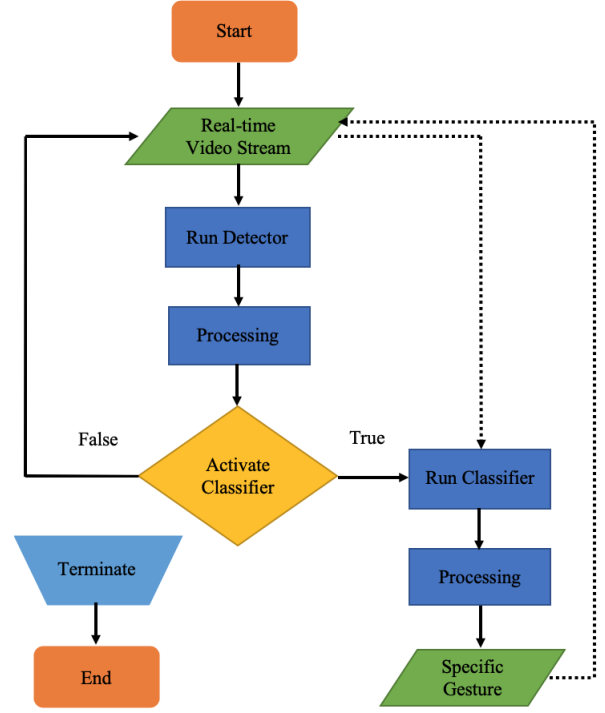 Start
Real-time
Video Stream
Run Detector
Processing
False
True
Activate
Classifier
Run Classifier
Terminate
Processing
End
Specific
Gesture